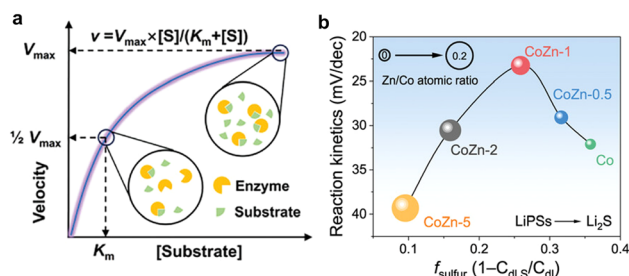 a
v =Vmax×[S]/(Km+[S])
Vmax
½ Vmax
Velocity
Enzyme
Substrate
Km
[Substrate]
b
Reaction kinetics (mV/dec)
20
25
30
35
40
0
0.2
Zn/Co atomic ratio
CoZn-1
CoZn-0.5
Co
CoZn-2
CoZn-5
LiPSs → Li2S
0.1
0.2
0.3
0.4
fsulfur (1−Cdl,S/Cdl)